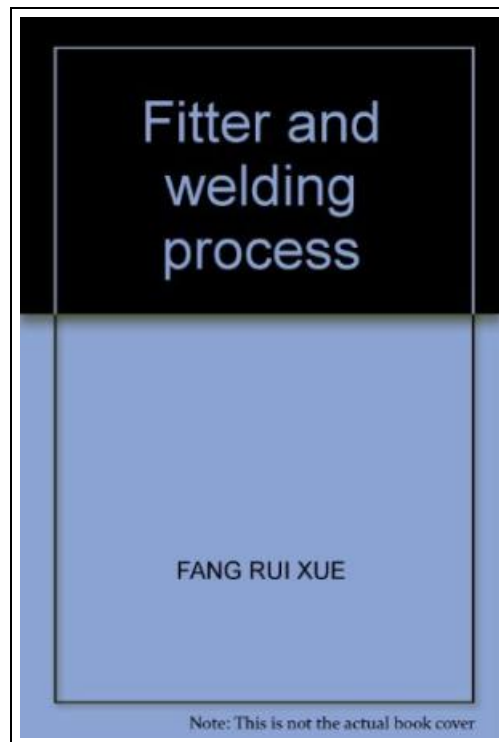 Fitter and
welding
process
FANG RUI XUE
Note: This is not the actual book cover